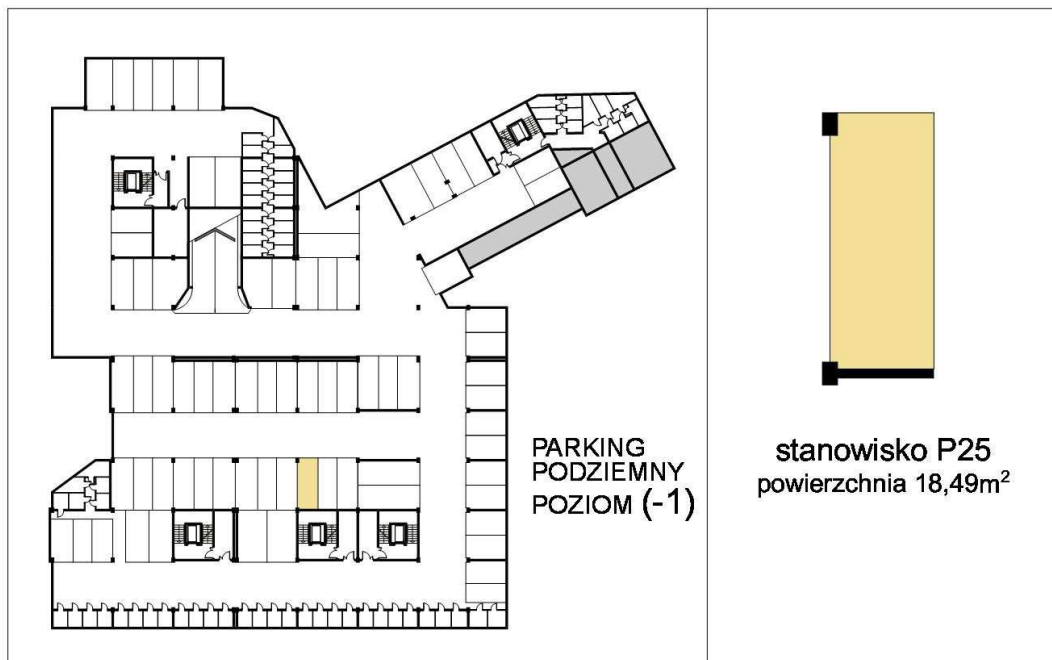 PARKING
PODZIEMNY
POZIOM (-1)
stanowisko P25
powierzchnia 18,49m²